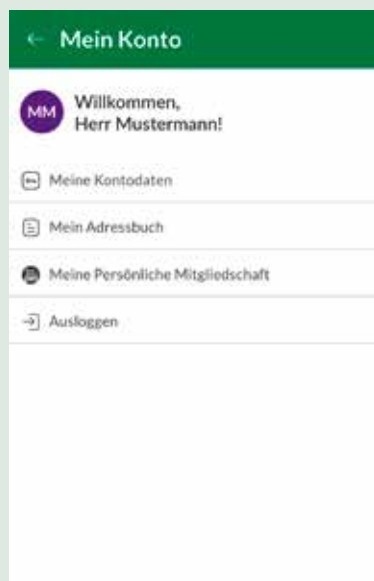 Mein Konto
MM
Willkommen,
Herr Mustermann!
Meine Kontodaten
Mein Adressbuch
Meine Persönliche Mitgliedschaft
Ausloggen